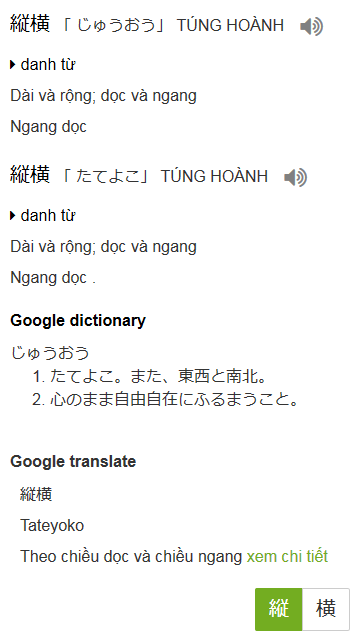 縦横 「じゅうおう」 TÚNG HOÀNH
danh từ
Dài và rộng; dọc và ngang
Ngang dọc
縦横 「たてよこ」 TÚNG HOÀNH
danh từ
Dài và rộng; dọc và ngang
Ngang dọc .
Google dictionary
じゅうおう
1. たてよこ。また、東西と南北。
2. 心のまま自由自在にふるまうこと。
Google translate
縦横
Tateyoko
Theo chiều dọc và chiều ngang xem chi tiết
縦 横